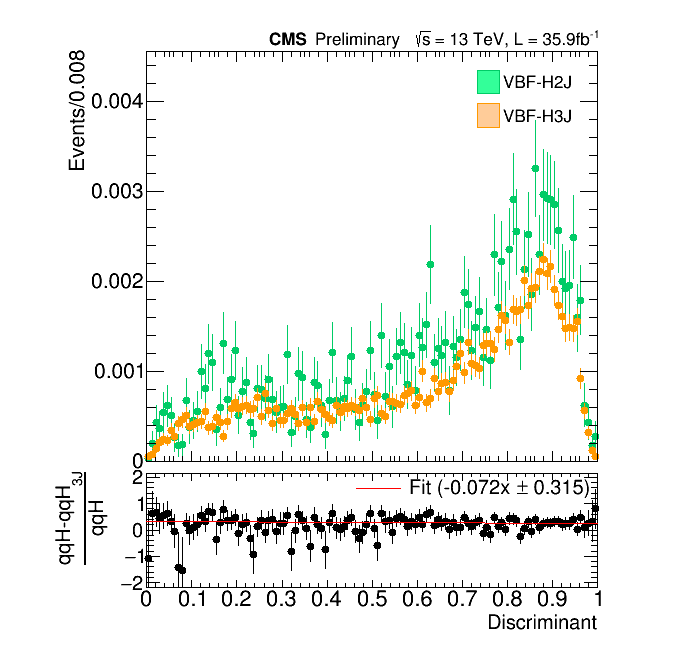 CMS Preliminary √s = 13 TeV, L = 35.9fb⁻¹
Events/0.008
VBF-H2J
VBF-H3J
0.004
0.003
0.002
0.001
0
qqH-qqH3J
qqH
Fit (-0.072x ± 0.315)
2
1
0
−1
−2
0 0.1 0.2 0.3 0.4 0.5 0.6 0.7 0.8 0.9 1
Discriminant